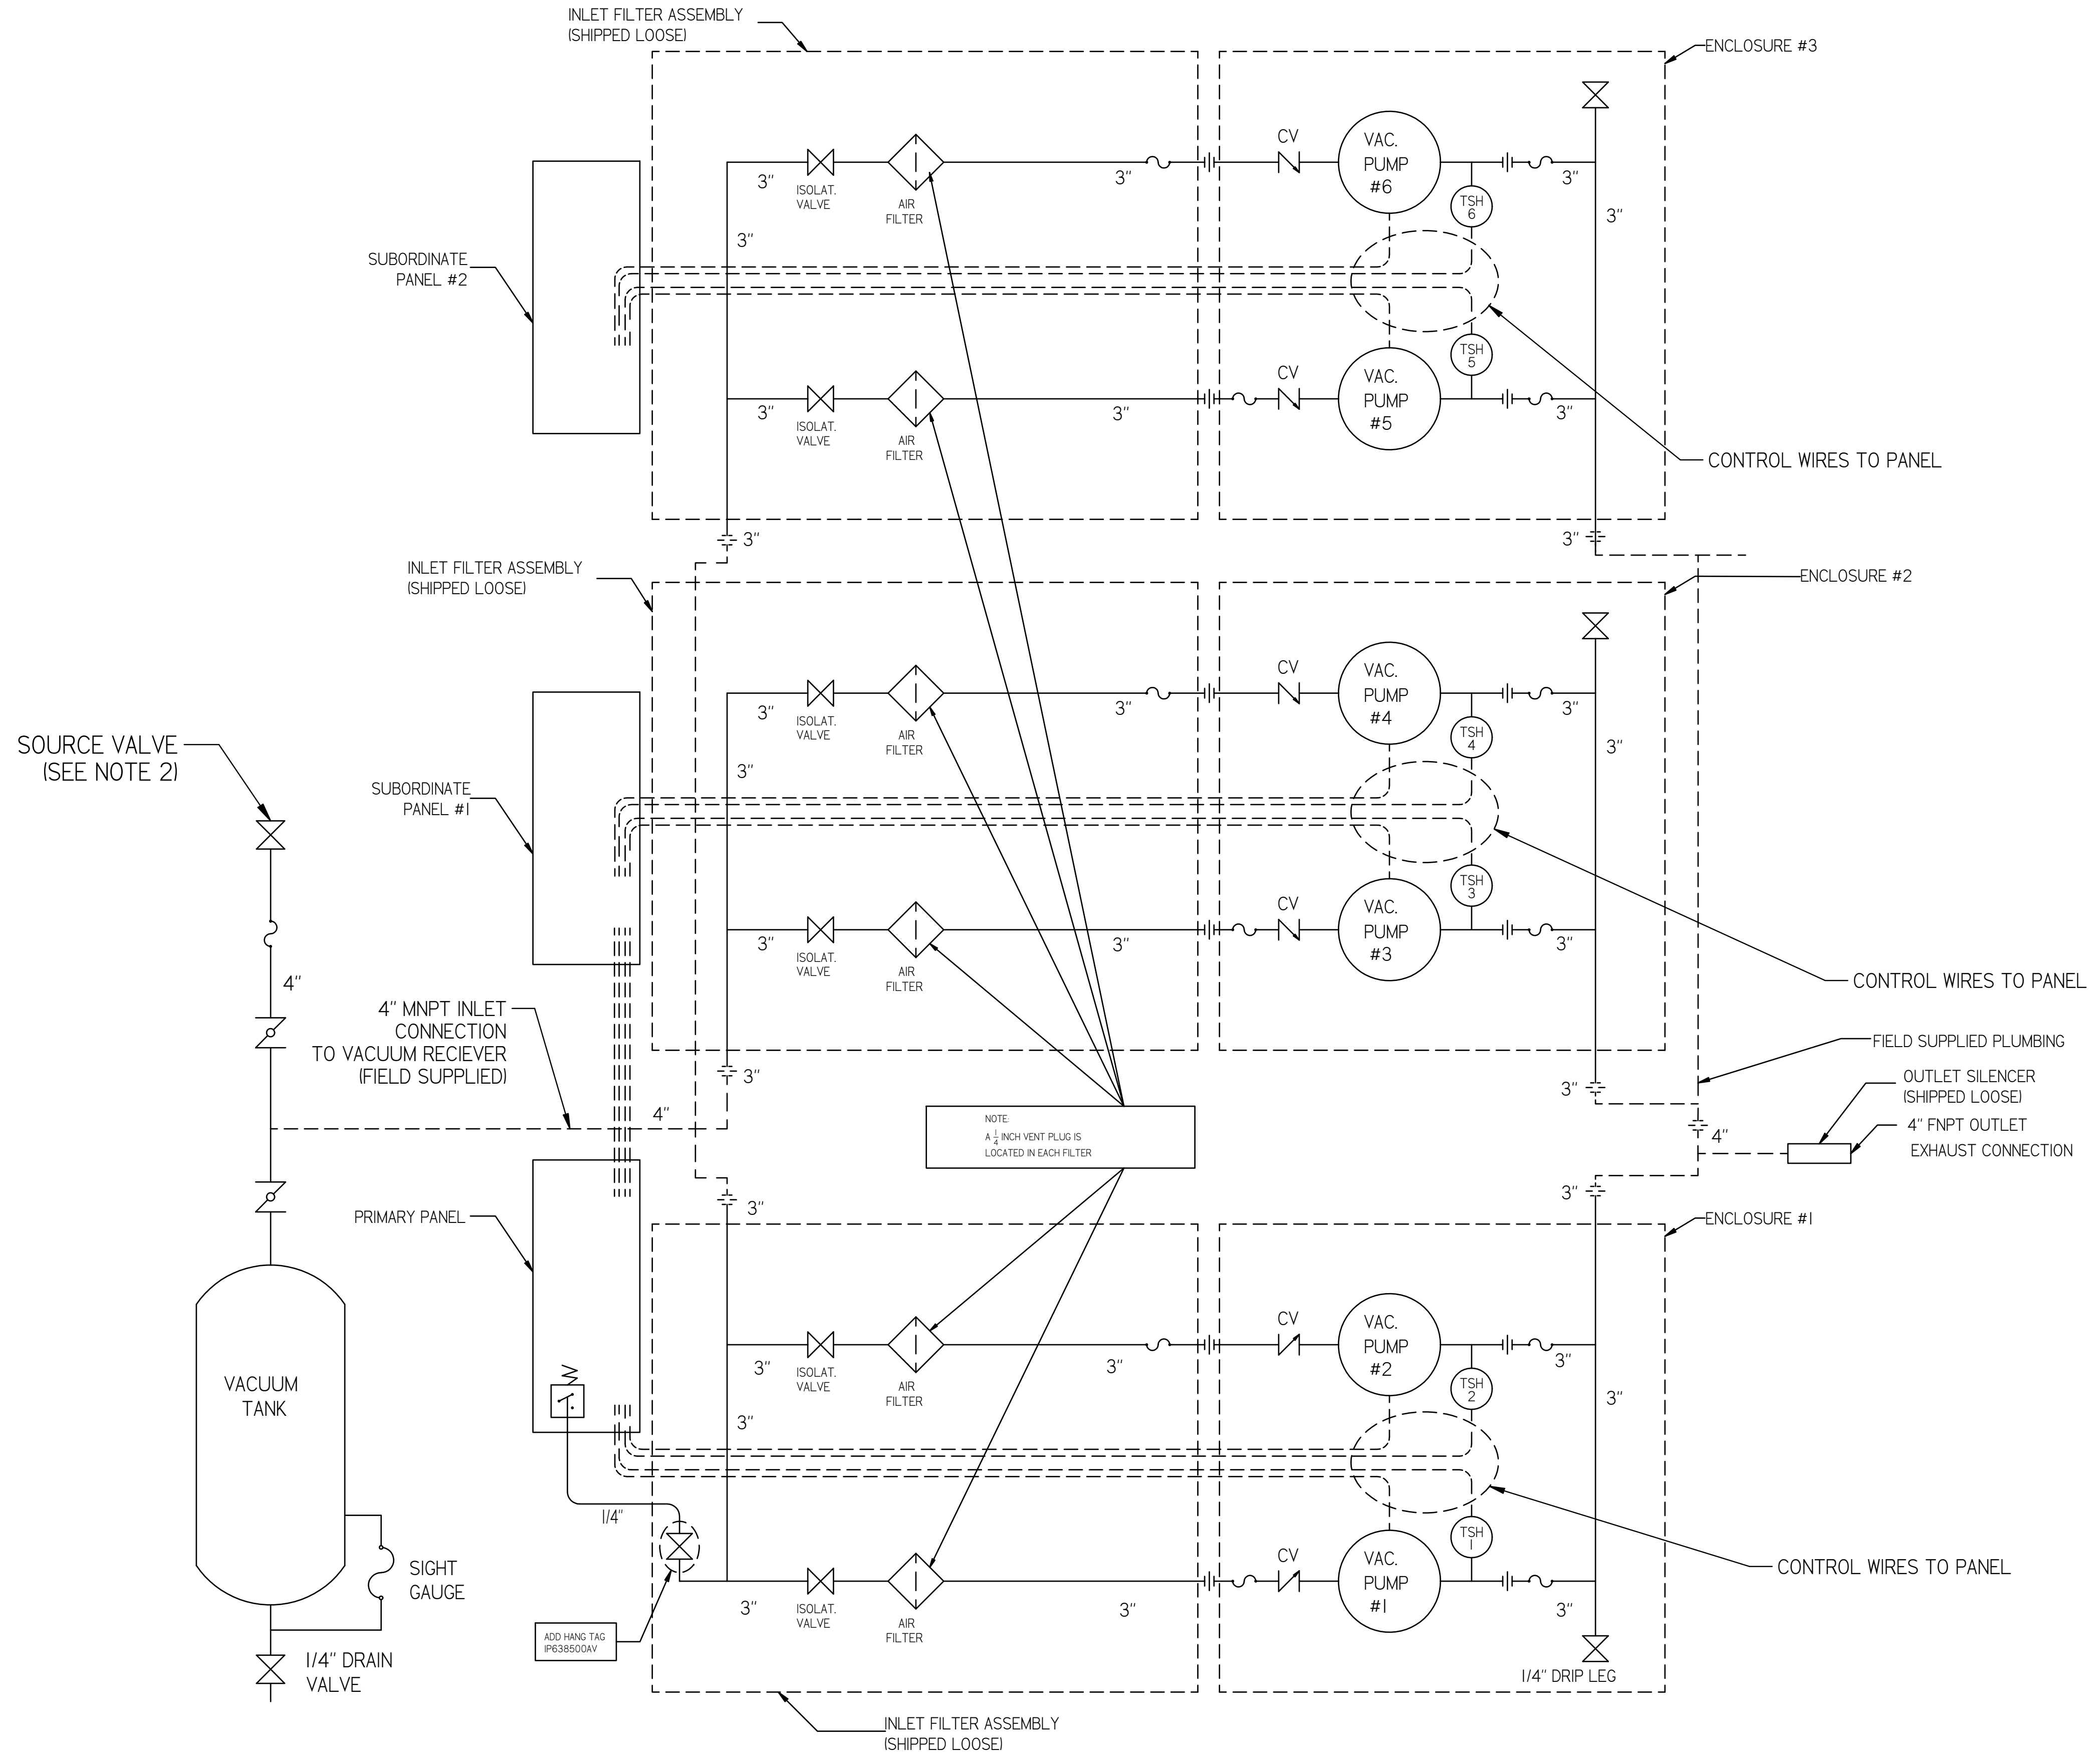 INLET FILTER ASSEMBLY
(SHIPPED LOOSE)
ENCLOSURE #3
CV
VAC.
PUMP
#6
TSH
6
3"
ISOLAT.
VALVE
AIR
FILTER
3"
3"
3"
3"
SUBORDINATE
PANEL #2
CV
VAC.
PUMP
#5
TSH
5
3"
ISOLAT.
VALVE
AIR
FILTER
3"
3"
CONTROL WIRES TO PANEL
3"
3"
INLET FILTER ASSEMBLY
(SHIPPED LOOSE)
ENCLOSURE #2
CV
VAC.
PUMP
#4
TSH
4
3"
ISOLAT.
VALVE
AIR
FILTER
3"
3"
3"
3"
SOURCE VALVE
(SEE NOTE 2)
SUBORDINATE
PANEL #1
CV
VAC.
PUMP
#3
TSH
3
3"
ISOLAT.
VALVE
AIR
FILTER
3"
3"
CONTROL WIRES TO PANEL
4"
4" MNPT INLET
CONNECTION
TO VACUUM RECIEVER
(FIELD SUPPLIED)
FIELD SUPPLIED PLUMBING
3"
3"
OUTLET SILENCER
(SHIPPED LOOSE)
4"
4"
4" FNPT OUTLET
EXHAUST CONNECTION
NOTE:
A 1/4 INCH VENT PLUG IS
LOCATED IN EACH FILTER
PRIMARY PANEL
3"
3"
ENCLOSURE #1
CV
VAC.
PUMP
#2
TSH
2
3"
ISOLAT.
VALVE
AIR
FILTER
3"
3"
3"
3"
VACUUM
TANK
1/4"
SIGHT
GAUGE
CV
VAC.
PUMP
#1
TSH
1
3"
ISOLAT.
VALVE
AIR
FILTER
3"
3"
CONTROL WIRES TO PANEL
ADD HANG TAG
IP638500AV
1/4" DRAIN
VALVE
1/4" DRIP LEG
INLET FILTER ASSEMBLY
(SHIPPED LOOSE)